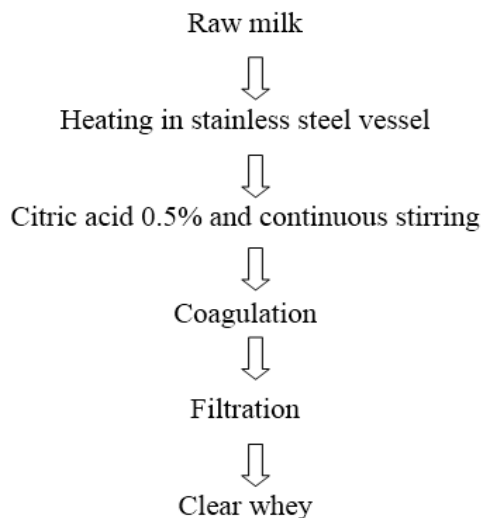 Raw milk
Heating in stainless steel vessel
Citric acid 0.5% and continuous stirring
Coagulation
Filtration
Clear whey